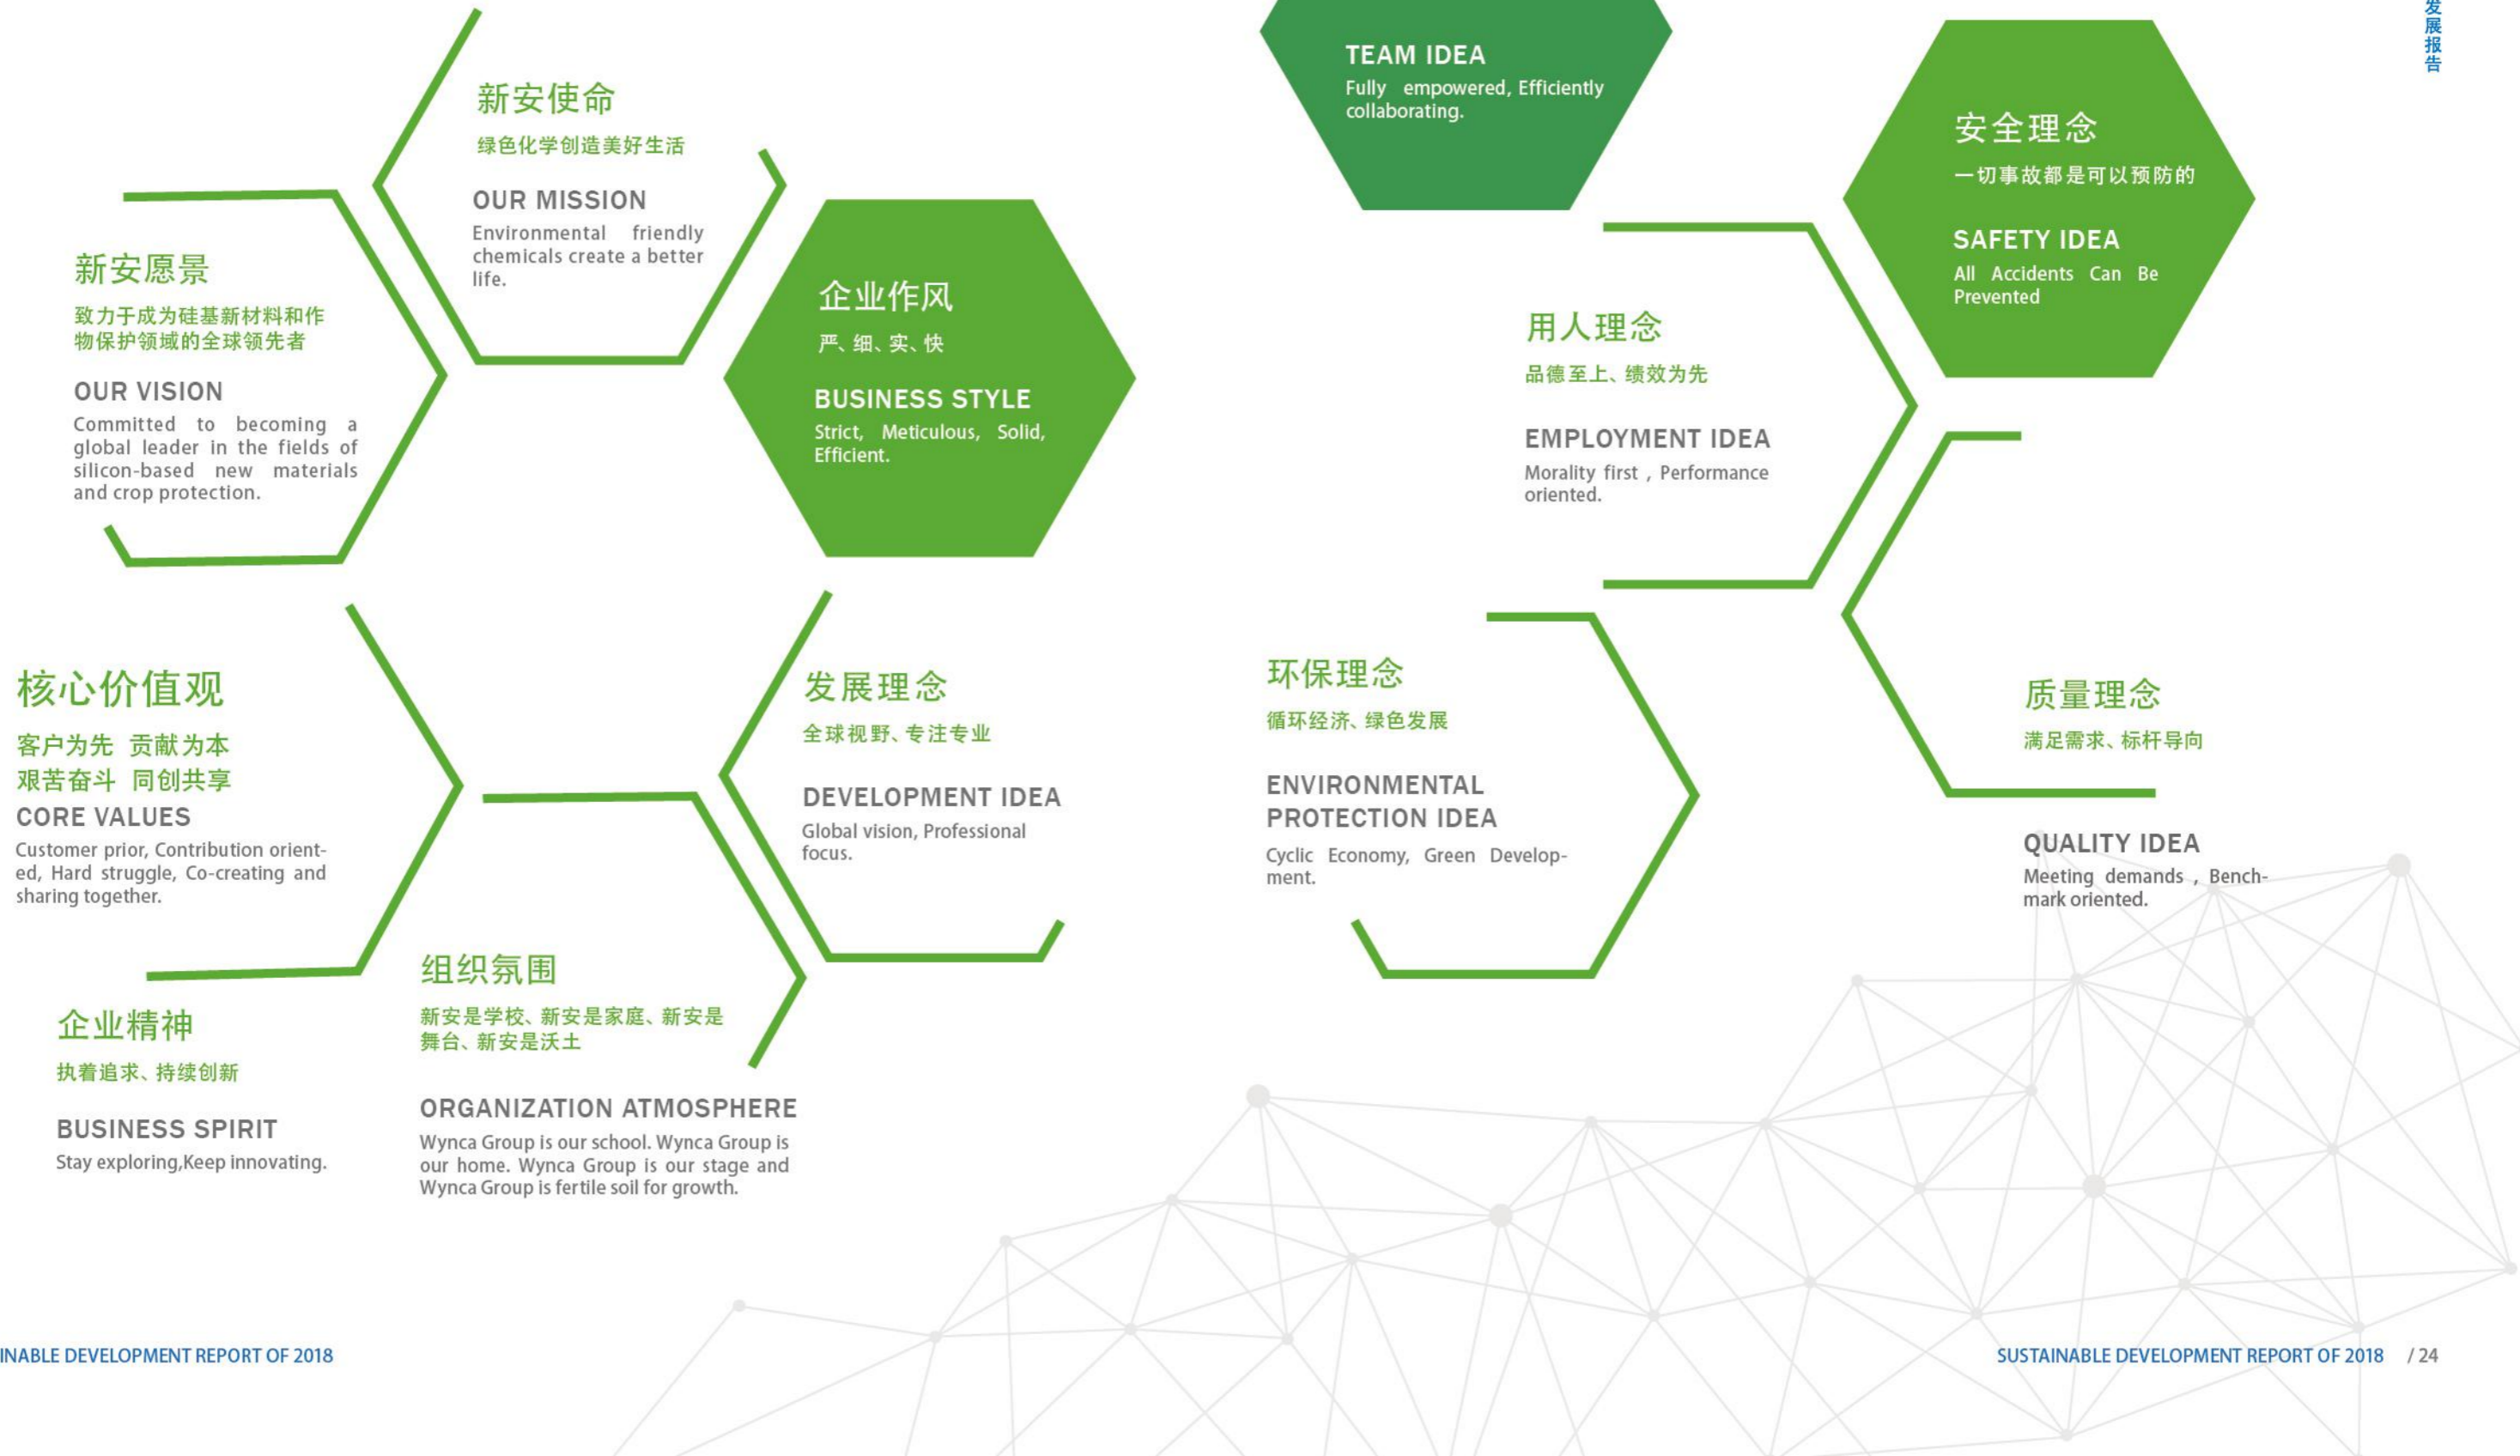 新安使命
绿色化学创造美好生活
OUR MISSION
Environmental friendly
chemicals create a better
life.
新安愿景
致力于成为硅基新材料和作
物保护领域的全球领先者
OUR VISION
Committed to becoming a
global leader in the fields of
silicon-based new materials
and crop protection.
企业作风
严、细、实、快
BUSINESS STYLE
Strict, Meticulous, Solid,
Efficient.
核心价值观
客户为先 贡献为本
艰苦奋斗 同创共享
CORE VALUES
Customer prior, Contribution orient-
ed, Hard struggle, Co-creating and
sharing together.
发展理念
全球视野、专注专业
DEVELOPMENT IDEA
Global vision, Professional
focus.
企业精神
执着追求、持续创新
BUSINESS SPIRIT
Stay exploring,Keep innovating.
组织氛围
新安是学校、新安是家庭、新安是
舞台、新安是沃土
ORGANIZATION ATMOSPHERE
Wynca Group is our school. Wynca Group is
our home. Wynca Group is our stage and
Wynca Group is fertile soil for growth.
INABLE DEVELOPMENT REPORT OF 2018
TEAM IDEA
Fully empowered, Efficiently
collaborating.
安全理念
一切事故都是可以预防的
SAFETY IDEA
All Accidents Can Be
Prevented
用人理念
品德至上、绩效为先
EMPLOYMENT IDEA
Morality first , Performance
oriented.
环保理念
循环经济、绿色发展
ENVIRONMENTAL
PROTECTION IDEA
Cyclic Economy, Green Develop-
ment.
质量理念
满足需求、标杆导向
QUALITY IDEA
Meeting demands , Bench-
mark oriented.
发展报告
SUSTAINABLE DEVELOPMENT REPORT OF 2018 / 24